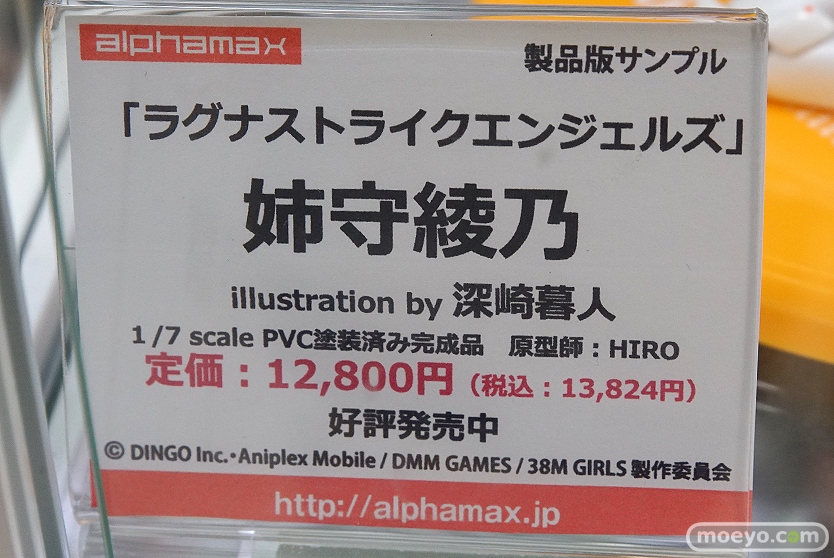 alphamax
製品版サンプル
「ラグナストライクエンジェルズ」
姉守綾乃
illustration by 深崎暮人
1/7 scale PVC塗装済み完成品 原型師：HIRO
定価：12,800円（税込：13,824円）
好評発売中
© DINGO Inc.・Aniplex Mobile / DMM GAMES / 38M GIRLS 製作委員会
http://alphamax.jp
moeyo.com